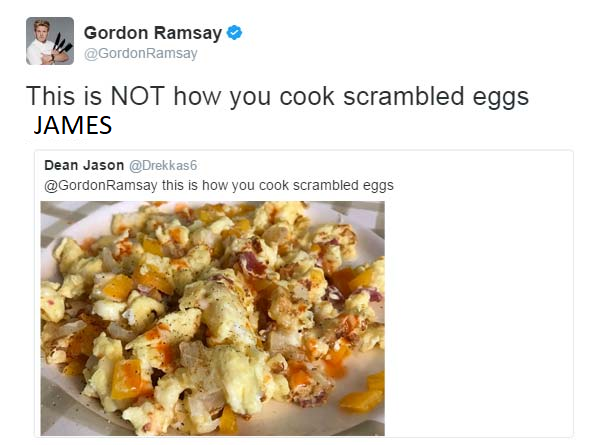 Gordon Ramsay
@GordonRamsay
This is NOT how you cook scrambled eggs
JAMES
Dean Jason @Drekkas6
@GordonRamsay this is how you cook scrambled eggs